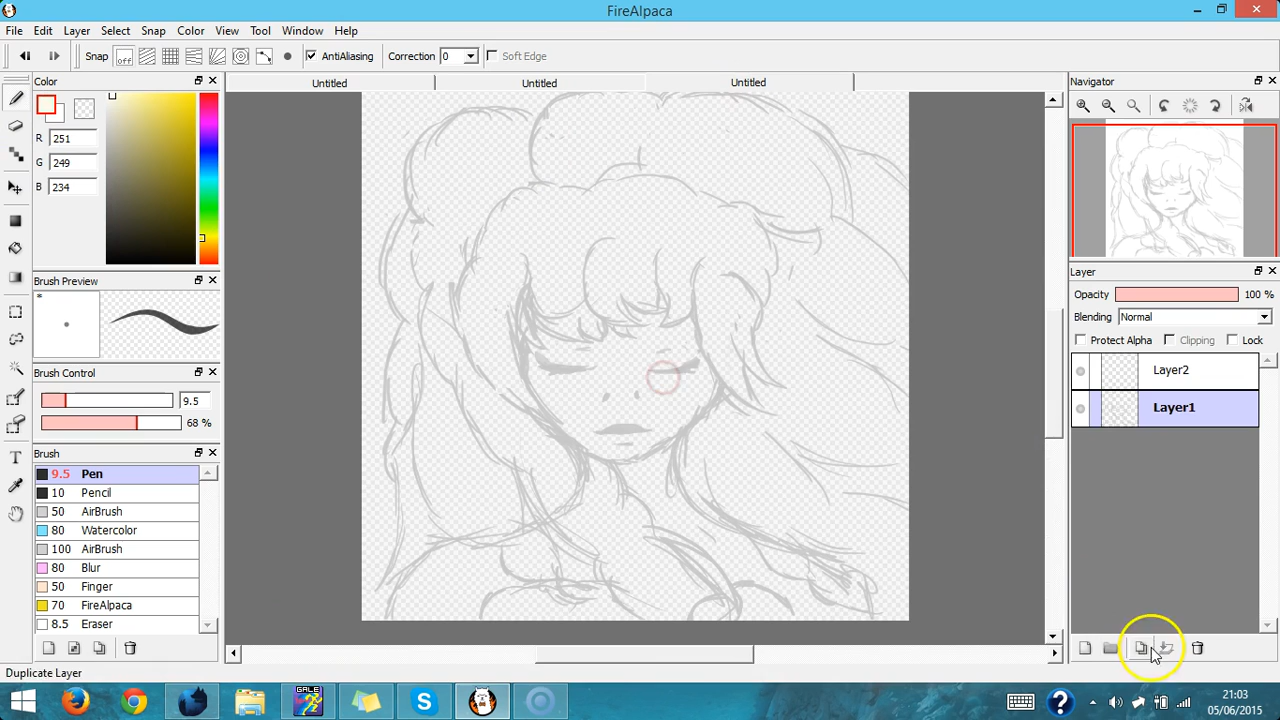 FireAlpaca
File Edit Layer Select Snap Color View Tool Window Help
Snap off AntiAliasing Correction 0 Soft Edge
Color
R 251
G 249
B 234
Brush Preview
*
Brush Control
9.5
68 %
Brush
9.5 Pen
10 Pencil
50 AirBrush
80 Watercolor
100 AirBrush
80 Blur
50 Finger
70 FireAlpaca
8.5 Eraser
Duplicate Layer
Untitled Untitled Untitled
Navigator
Layer
Opacity 100 %
Blending Normal
Protect Alpha Clipping Lock
Layer2
Layer1
T
GALE
S
?
21:03
05/06/2015